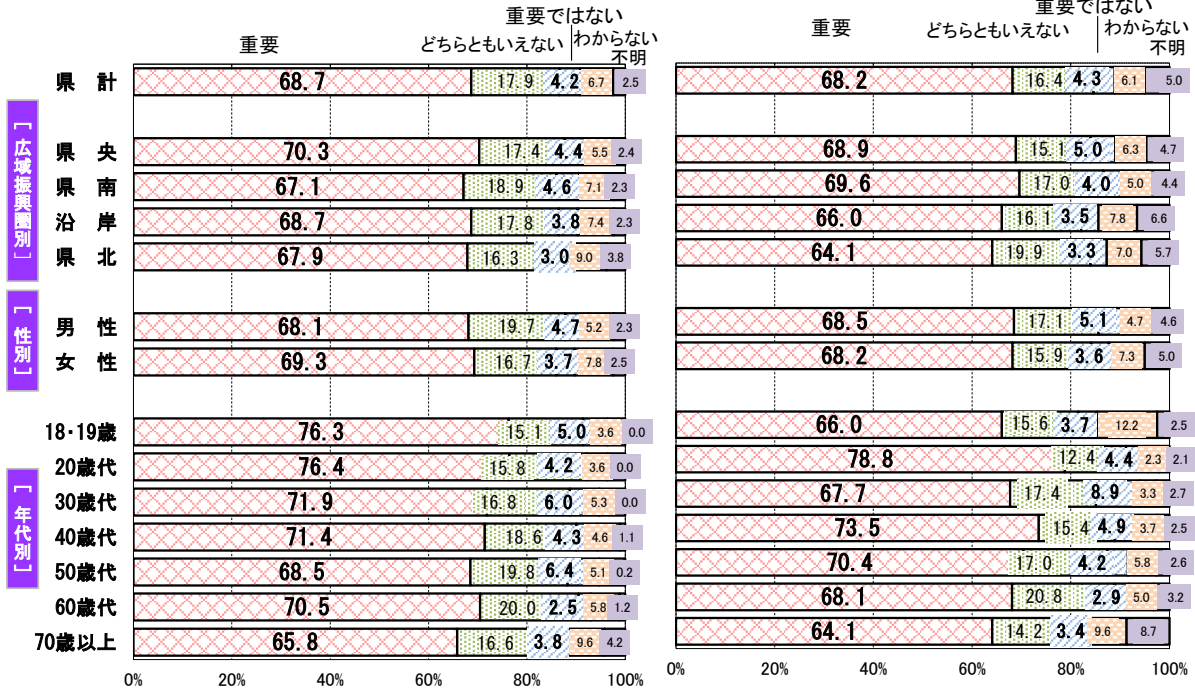 重要
どちらともいえない
重要ではない
わからない
不明
重要
どちらともいえない
重要ではない
わからない
不明
県 計 68.7 17.9 4.2 6.7 2.5 68.2 16.4 4.3 6.1 5.0
[広域振興圏別]
県 央 70.3 17.4 4.4 5.5 2.4 68.9 15.1 5.0 6.3 4.7
県 南 67.1 18.9 4.6 7.1 2.3 69.6 17.0 4.0 5.0 4.4
沿 岸 68.7 17.8 3.8 7.4 2.3 66.0 16.1 3.5 7.8 6.6
県 北 67.9 16.3 3.0 9.0 3.8 64.1 19.9 3.3 7.0 5.7
[性別]
男 性 68.1 19.7 4.7 5.2 2.3 68.5 17.1 5.1 4.7 4.6
女 性 69.3 16.7 3.7 7.8 2.5 68.2 15.9 3.6 7.3 5.0
[年代別]
18・19歳 76.3 15.1 5.0 3.6 0.0 66.0 15.6 3.7 12.2 2.5
20歳代 76.4 15.8 4.2 3.6 0.0 78.8 12.4 4.4 2.3 2.1
30歳代 71.9 16.8 6.0 5.3 0.0 67.7 17.4 8.9 3.3 2.7
40歳代 71.4 18.6 4.3 4.6 1.1 73.5 15.4 4.9 3.7 2.5
50歳代 68.5 19.8 6.4 5.1 0.2 70.4 17.0 4.2 5.8 2.6
60歳代 70.5 20.0 2.5 5.8 1.2 68.1 20.8 2.9 5.0 3.2
70歳以上 65.8 16.6 3.8 9.6 4.2 64.1 14.2 3.4 9.6 8.7
0% 20% 40% 60% 80% 100% 0% 20% 40% 60% 80% 100%